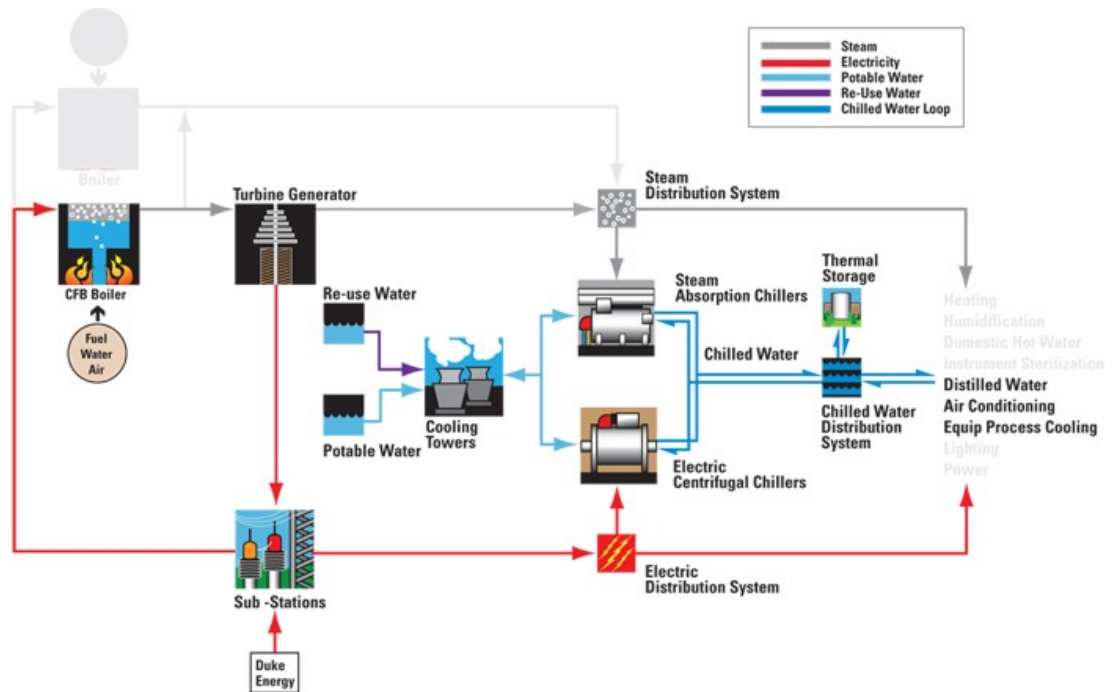 Steam
Electricity
Potable Water
Re-Use Water
Chilled Water Loop
Boiler
Turbine Generator
Steam
Distribution System
CFB Boiler
Fuel
Water
Air
Re-use Water
Potable Water
Cooling
Towers
Steam
Absorption Chillers
Chilled Water
Electric
Centrifugal Chillers
Thermal
Storage
Chilled Water
Distribution
System
Heating
Humidification
Domestic Hot Water
Instrument Sterilization
Distilled Water
Air Conditioning
Equip Process Cooling
Lighting
Power
Sub -Stations
Electric
Distribution System
Duke
Energy